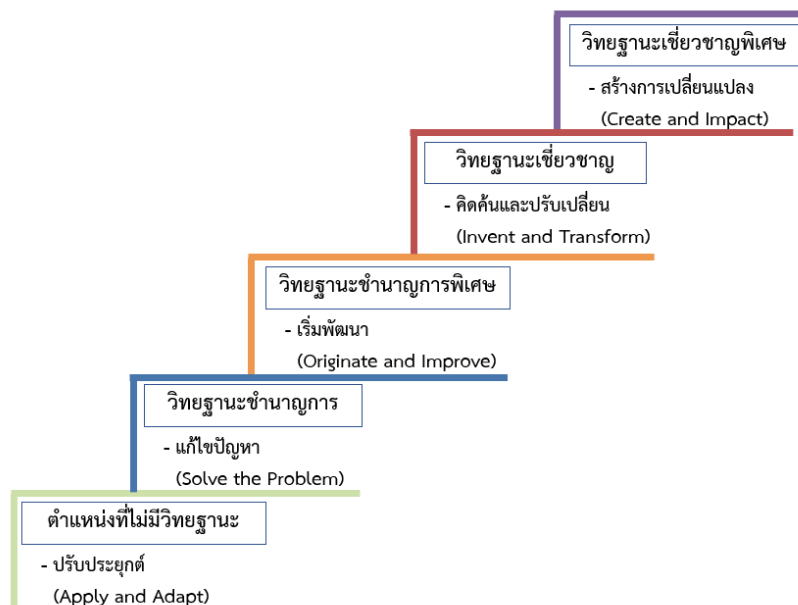 วิทยฐานะเชี่ยวชาญพิเศษ
- สร้างการเปลี่ยนแปลง
(Create and Impact)
วิทยฐานะเชี่ยวชาญ
- คิดค้นและปรับเปลี่ยน
(Invent and Transform)
วิทยฐานะชำนาญการพิเศษ
- เริ่มพัฒนา
(Originate and Improve)
วิทยฐานะชำนาญการ
- แก้ไขปัญหา
(Solve the Problem)
ตำแหน่งที่ไม่มีวิทยฐานะ
- ปรับประยุกต์
(Apply and Adapt)